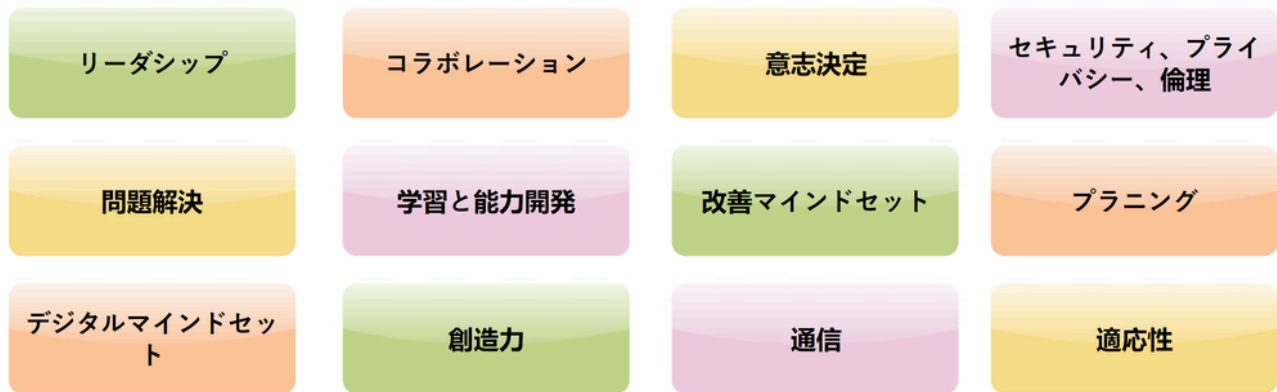 リーダシップ
コラボレーション
意志決定
セキュリティ、プライ
バシー、倫理
問題解決
学習と能力開発
改善マインドセット
プラニング
デジタルマインドセッ
ト
創造力
通信
適応性